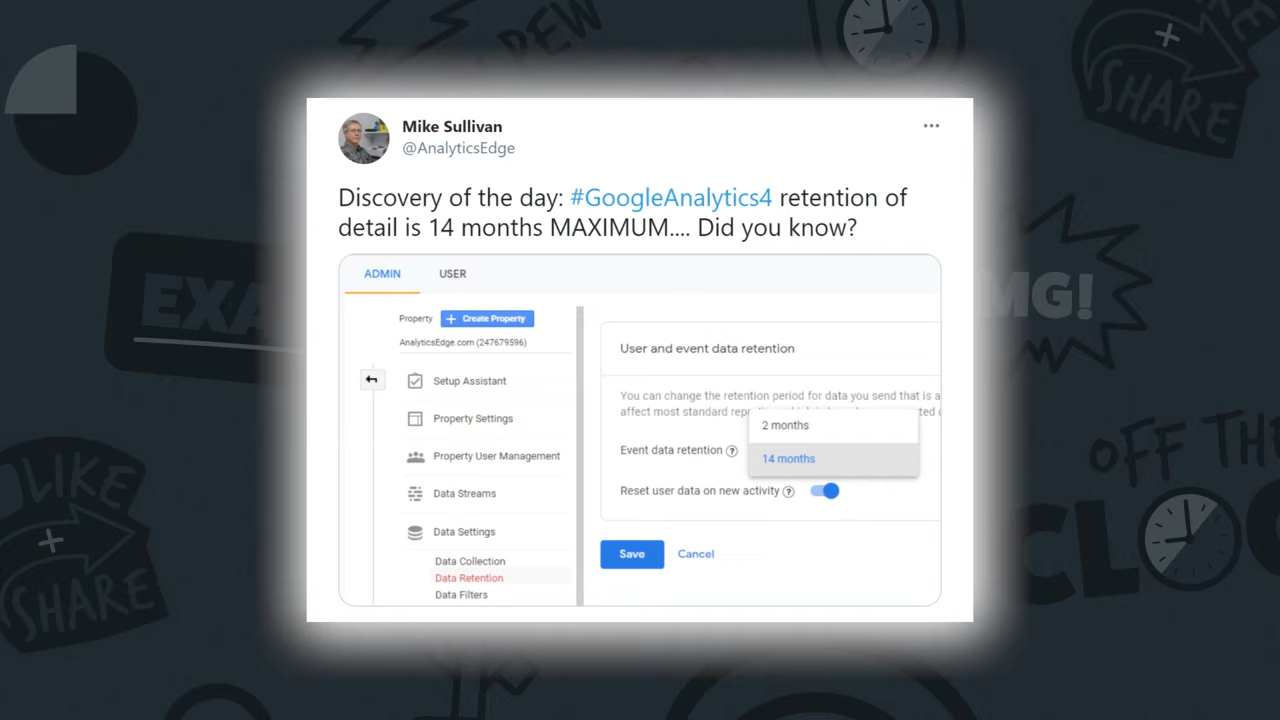 Mike Sullivan
@AnalyticsEdge
Discovery of the day: #GoogleAnalytics4 retention of
detail is 14 months MAXIMUM.... Did you know?
ADMIN USER
Property + Create Property
AnalyticsEdge.com (247679596)
Setup Assistant
Property Settings
Property User Management
Data Streams
Data Settings
Data Collection
Data Retention
Data Filters
User and event data retention
You can change the retention period for data you send that is a
affect most standard
2 months
Event data retention
14 months
Reset user data on new activity
Save Cancel
SHARE
LIKE
SHARE
OFF THE